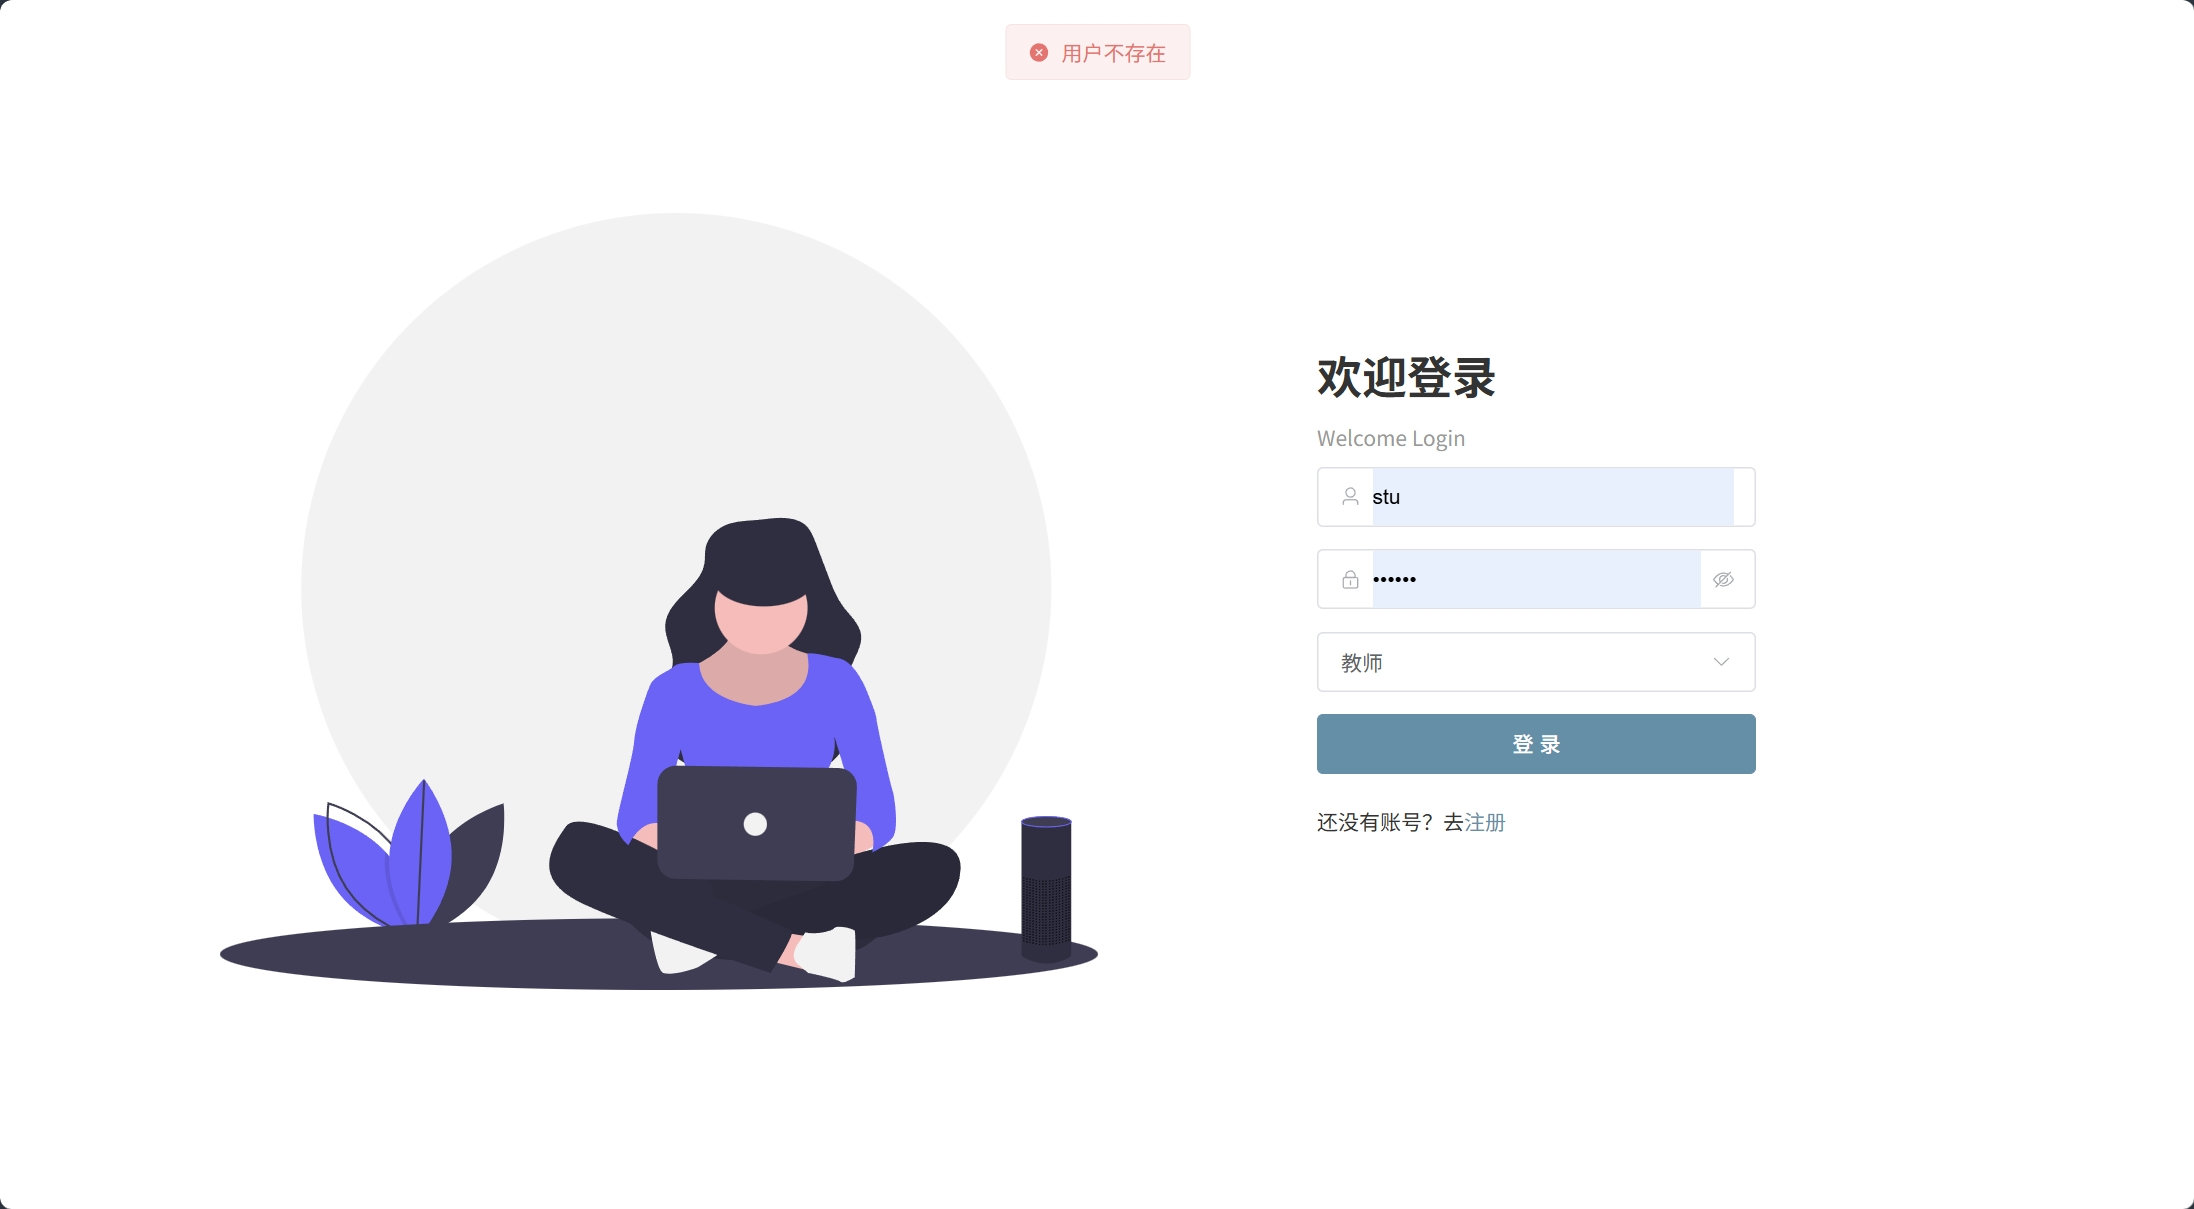 用户不存在
欢迎登录
Welcome Login
stu
••••••
教师
登 录
还没有账号？去注册